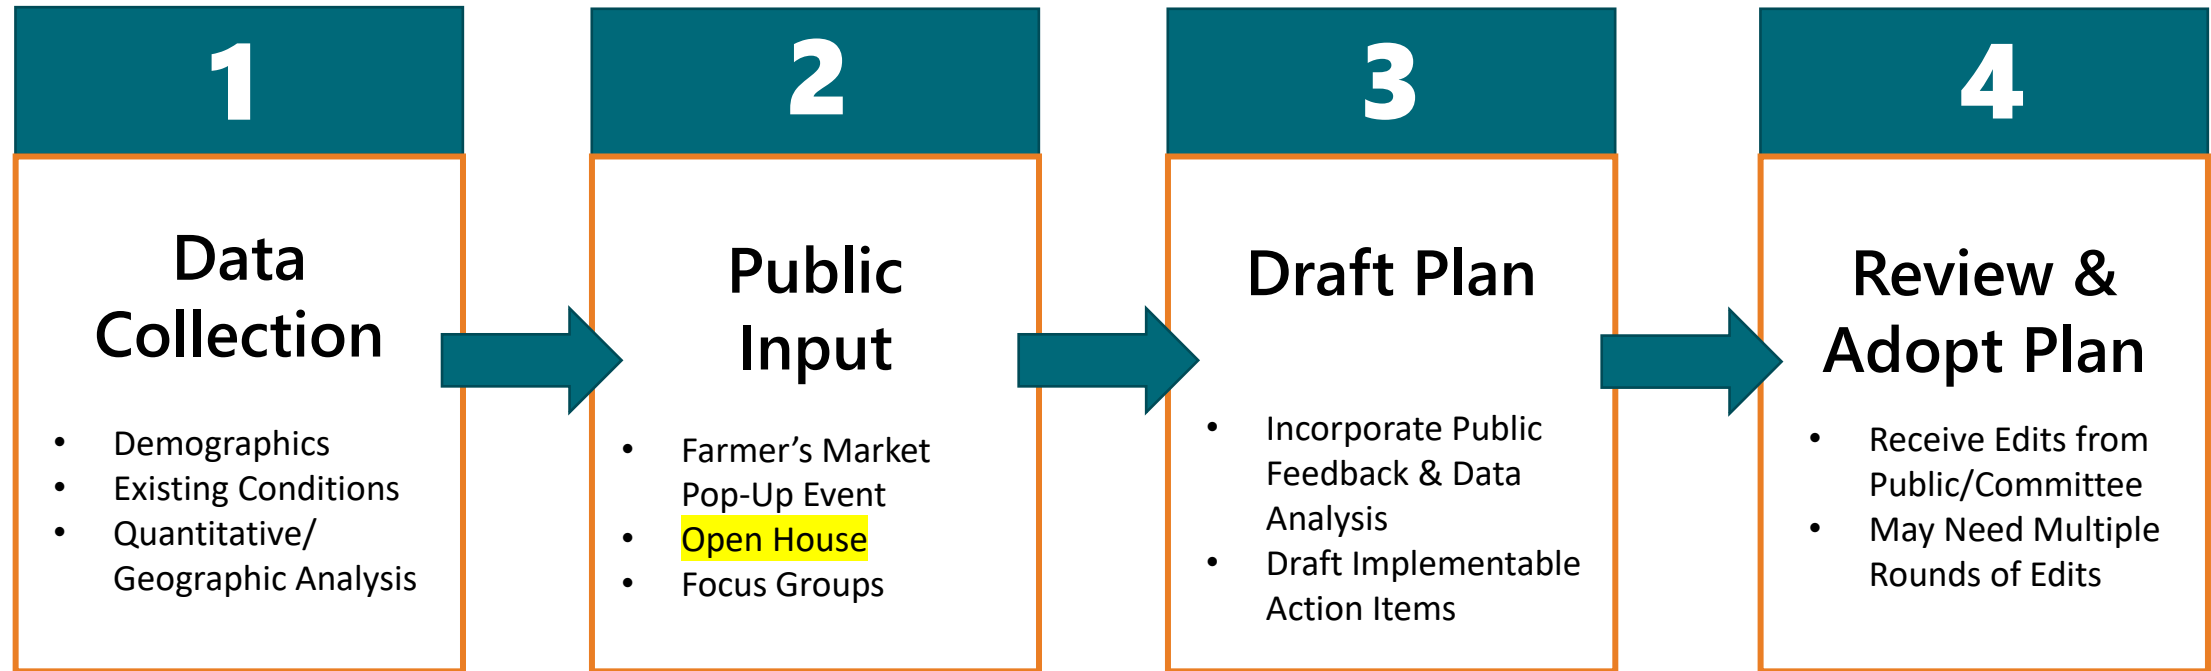 1
Data
Collection
• Demographics
• Existing Conditions
• Quantitative/
Geographic Analysis
2
Public
Input
• Farmer’s Market
Pop-Up Event
• Open House
• Focus Groups
3
Draft Plan
• Incorporate Public
Feedback & Data
Analysis
• Draft Implementable
Action Items
4
Review &
Adopt Plan
• Receive Edits from
Public/Committee
• May Need Multiple
Rounds of Edits